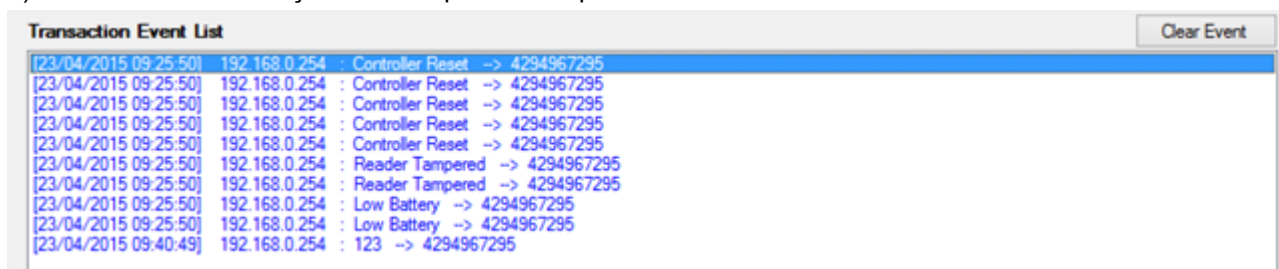 Transaction Event List
Clear Event
[23/04/2015 09:25:50] 192.168.0.254 : Controller Reset --> 4294967295
[23/04/2015 09:25:50] 192.168.0.254 : Controller Reset --> 4294967295
[23/04/2015 09:25:50] 192.168.0.254 : Controller Reset --> 4294967295
[23/04/2015 09:25:50] 192.168.0.254 : Controller Reset --> 4294967295
[23/04/2015 09:25:50] 192.168.0.254 : Controller Reset --> 4294967295
[23/04/2015 09:25:50] 192.168.0.254 : Reader Tampered --> 4294967295
[23/04/2015 09:25:50] 192.168.0.254 : Reader Tampered --> 4294967295
[23/04/2015 09:25:50] 192.168.0.254 : Low Battery --> 4294967295
[23/04/2015 09:25:50] 192.168.0.254 : Low Battery --> 4294967295
[23/04/2015 09:40:49] 192.168.0.254 : 123 --> 4294967295